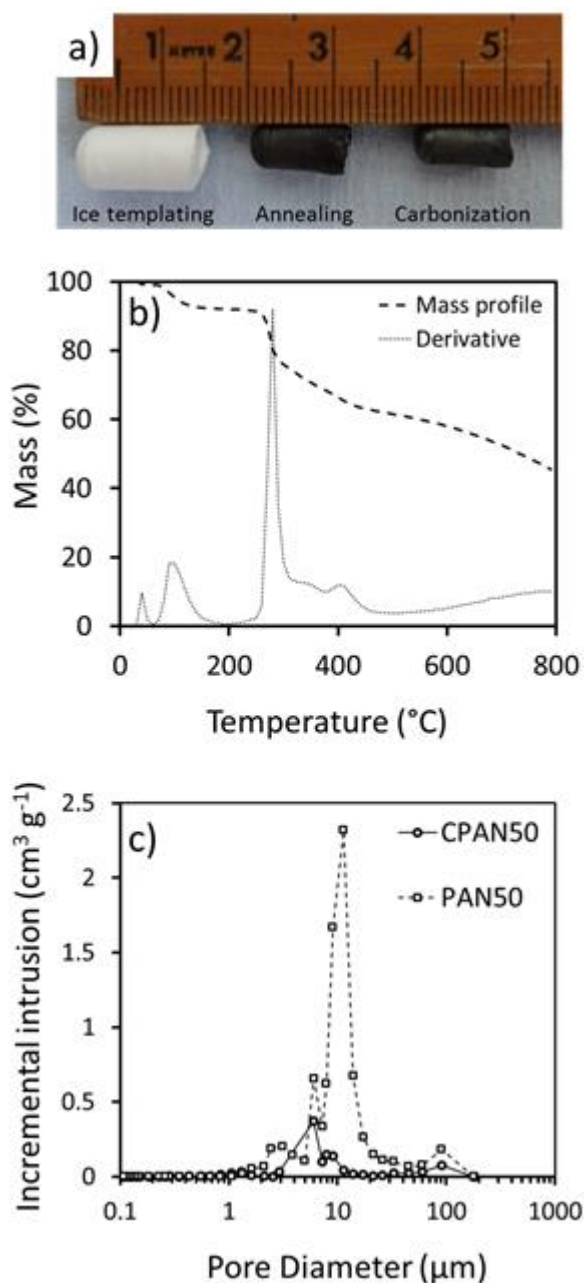 a)
1 2 3 4 5
Ice templating Annealing Carbonization
b)
Mass profile
Derivative
100
80
60
40
20
0
Mass (%)
0 200 400 600 800
Temperature (°C)
c)
CPAN50
PAN50
2.5
2
1.5
1
0.5
0
Incremental intrusion (cm³ g⁻¹)
0.1 1 10 100 1000
Pore Diameter (µm)